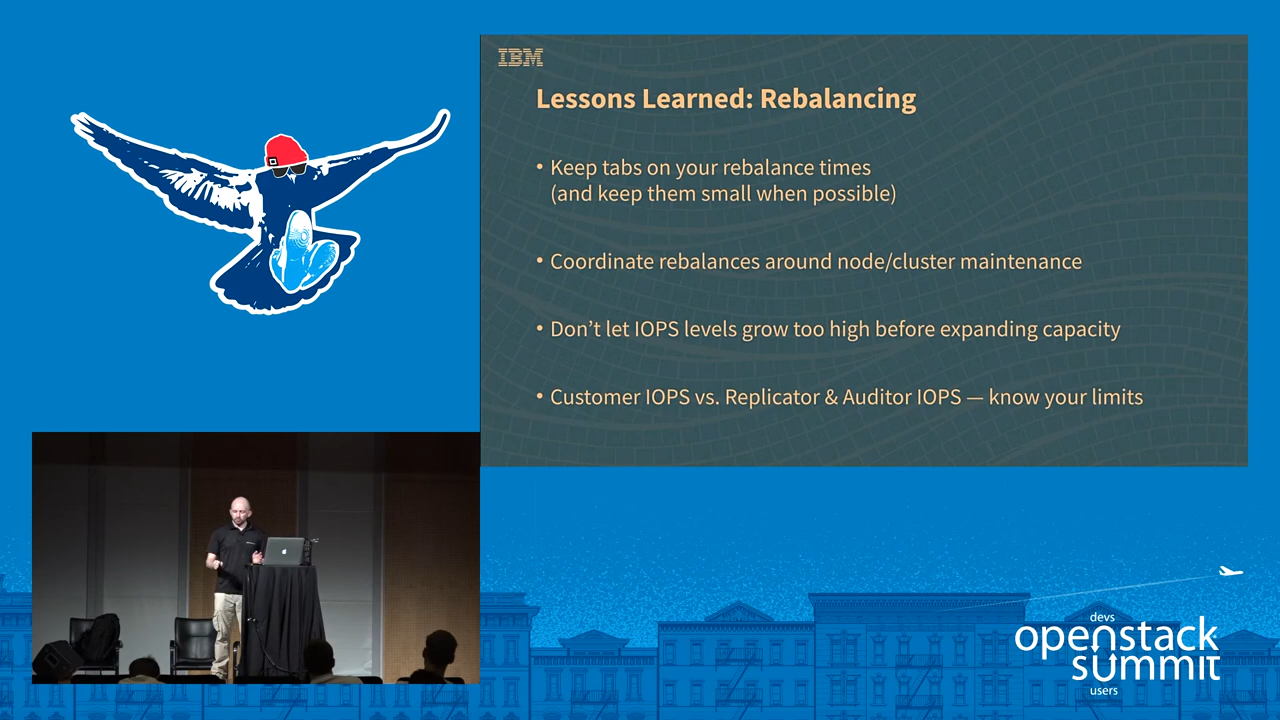 IBM
Lessons Learned: Rebalancing
• Keep tabs on your rebalance times
(and keep them small when possible)
• Coordinate rebalances around node/cluster maintenance
• Don’t let IOPS levels grow too high before expanding capacity
• Customer IOPS vs. Replicator & Auditor IOPS — know your limits
devs
openstack
summit
users